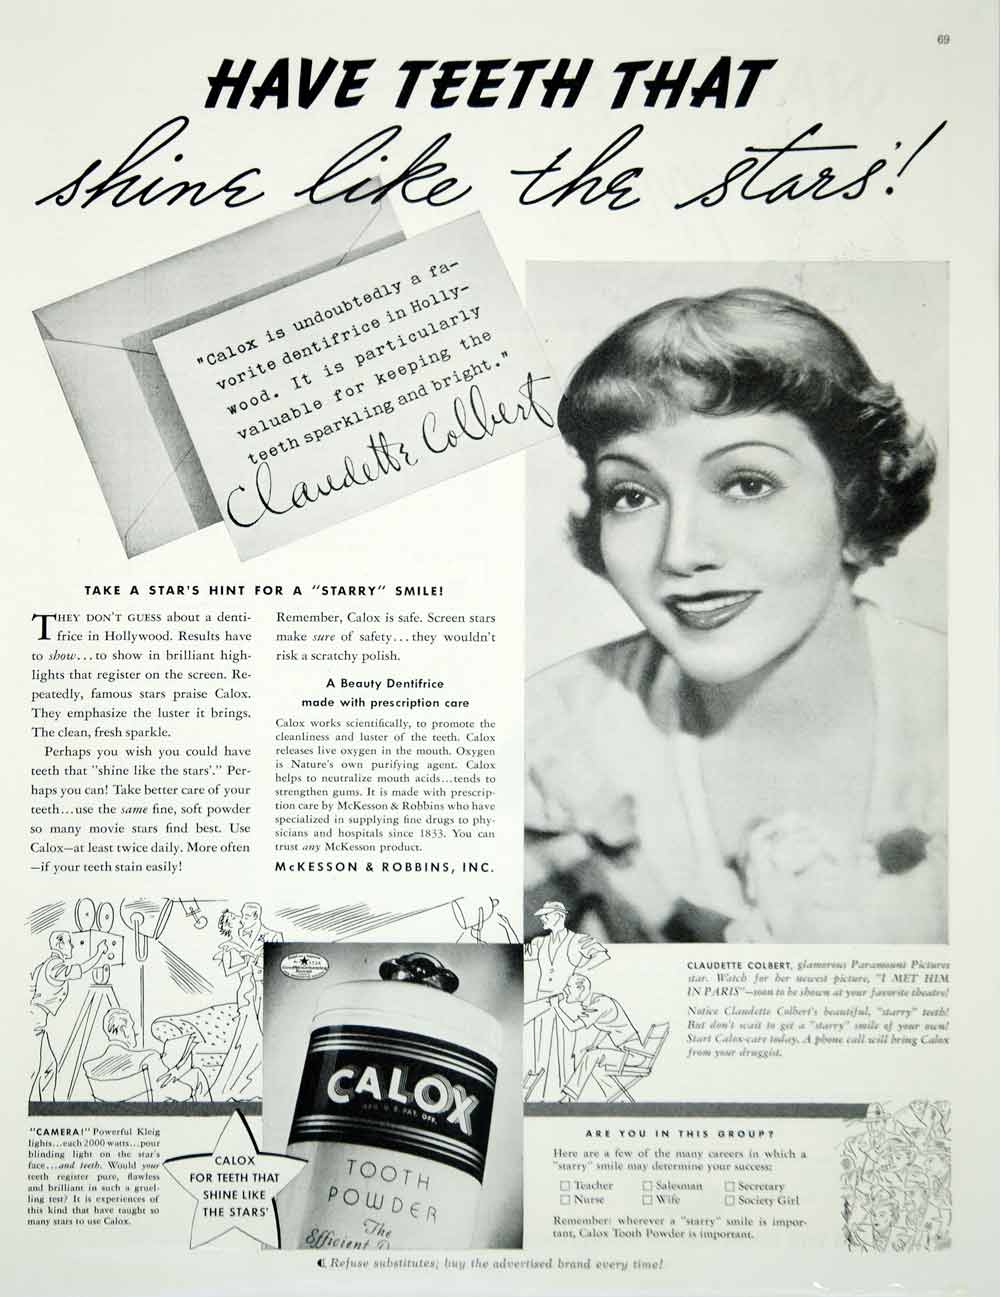 69
HAVE TEETH THAT
shine like the stars'!
"Calox is undoubtedly a fa-
vorite dentifrice in Holly-
wood. It is particularly
valuable for keeping the
teeth sparkling and bright."
Claudette Colbert
TAKE A STAR'S HINT FOR A "STARRY" SMILE!
THEY DON'T GUESS about a denti-
frice in Hollywood. Results have
to show...to show in brilliant high-
lights that register on the screen. Re-
peatedly, famous stars praise Calox.
They emphasize the luster it brings.
The clean, fresh sparkle.
Perhaps you wish you could have
teeth that "shine like the stars'." Per-
haps you can! Take better care of your
teeth...use the same fine, soft powder
so many movie stars find best. Use
Calox—at least twice daily. More often
—if your teeth stain easily!
Remember, Calox is safe. Screen stars
make sure of safety...they wouldn't
risk a scratchy polish.
A Beauty Dentifrice
made with prescription care
Calox works scientifically, to promote the
cleanliness and luster of the teeth. Calox
releases live oxygen in the mouth. Oxygen
is Nature's own purifying agent. Calox
helps to neutralize mouth acids...tends to
strengthen gums. It is made with prescrip-
tion care by McKesson & Robbins who have
specialized in supplying fine drugs to phy-
sicians and hospitals since 1833. You can
trust any McKesson product.
McKESSON & ROBBINS, INC.
CLAUDETTE COLBERT, glamorous Paramount Pictures
star. Watch for her newest picture, "I MET HIM
IN PARIS"—soon to be shown at your favorite theatre!
Notice Claudette Colbert's beautiful, "starry" teeth!
But don't wait to get a "starry" smile of your own!
Start Calox-care today. A phone call will bring Calox
from your druggist.
"CAMERA!" Powerful Kleig
lights...each 2000 watts...pour
blinding light on the star's
face...and teeth. Would your
teeth register pure, flawless
and brilliant in such a gruel-
ling test? It is experiences of
this kind that have taught so
many stars to use Calox.
CALOX
FOR TEETH THAT
SHINE LIKE
THE STARS'
CALOX
REG. U.S. PAT. OFF.
TOOTH
POWDER
The
Efficient
ARE YOU IN THIS GROUP?
Here are a few of the many careers in which a
"starry" smile may determine your success:
Teacher Salesman Secretary
Nurse Wife Society Girl
Remember: wherever a "starry" smile is impor-
tant, Calox Tooth Powder is important.
Refuse substitutes; buy the advertised brand every time!